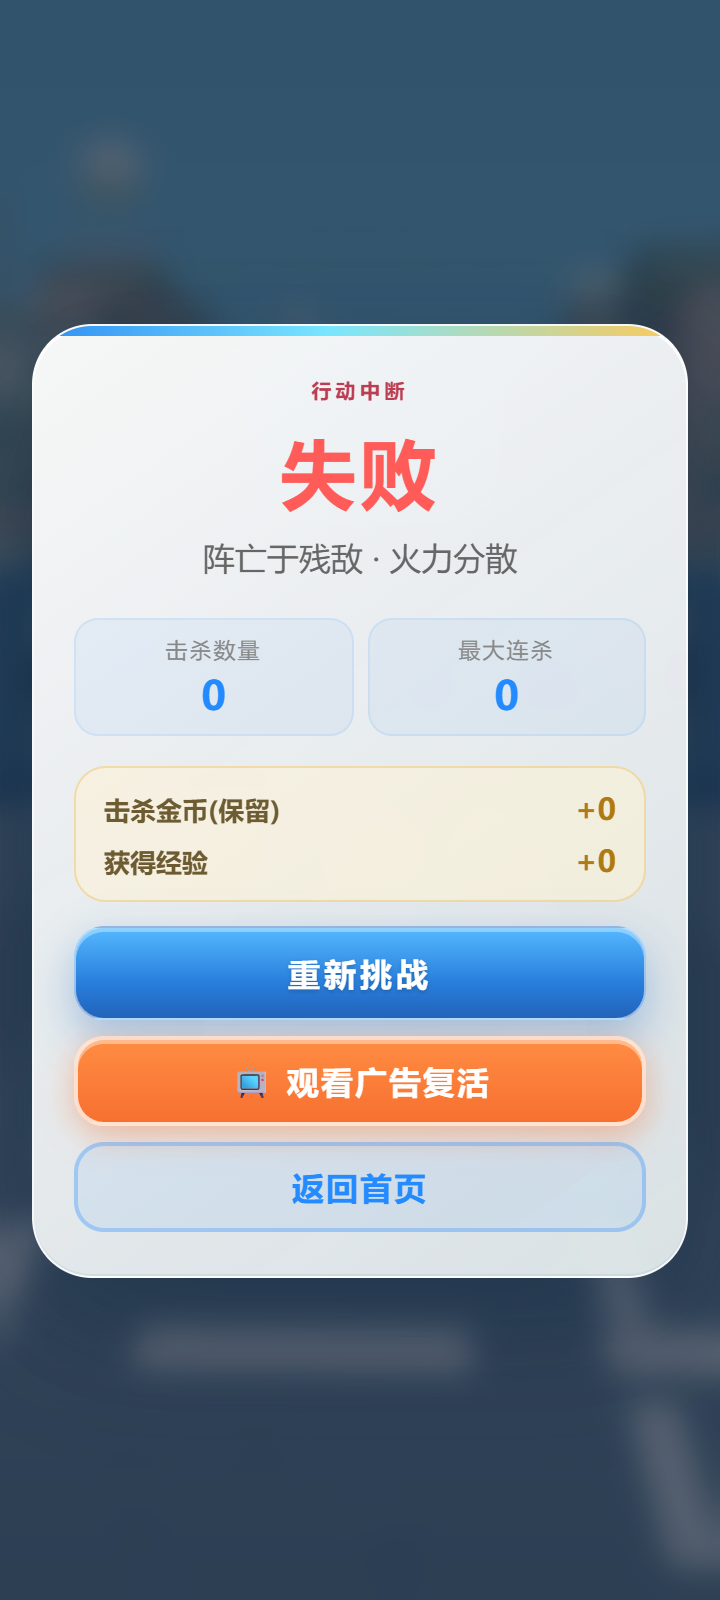 行动中断
失败
阵亡于残敌 · 火力分散
击杀数量
0
最大连杀
0
击杀金币(保留) +0
获得经验 +0
重新挑战
观看广告复活
返回首页